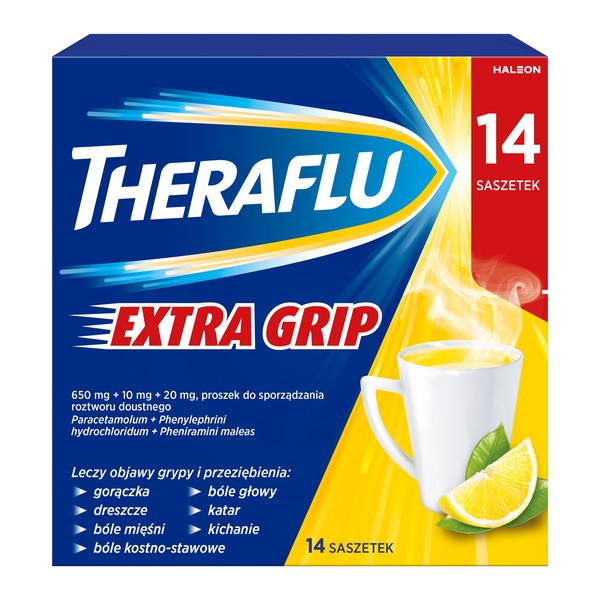 HALEON
14
SASZETEK
THERAFLU
EXTRA GRIP
650 mg + 10 mg + 20 mg, proszek do sporządzania
roztworu doustnego
Paracetamolum + Phenylephrini
hydrochloridum + Pheniramini maleas
Leczy objawy grypy i przeziębienia:
gorączka
dreszcze
bóle mięśni
bóle kostno-stawowe
bóle głowy
katar
kichanie
14 SASZETEK